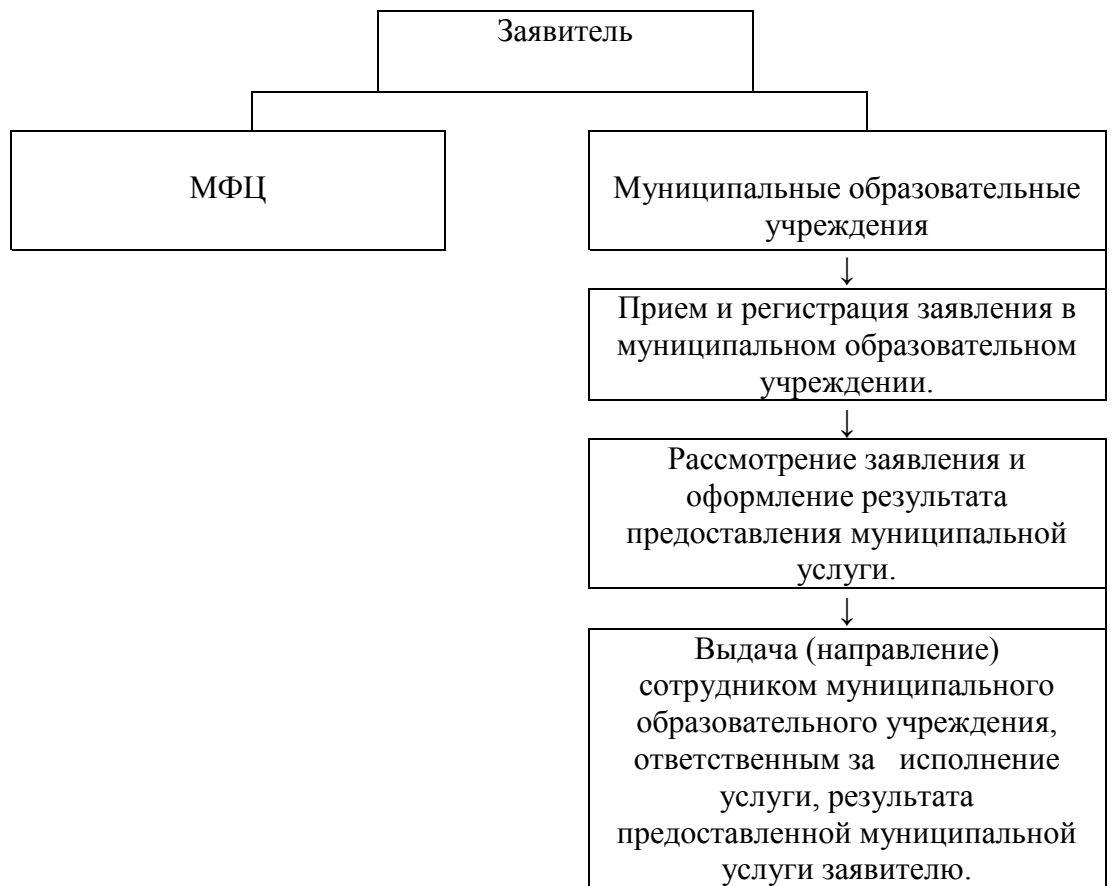 Заявитель
МФЦ
Муниципальные образовательные
учреждения
↓
Прием и регистрация заявления в
муниципальном образовательном
учреждении.
↓
Рассмотрение заявления и
оформление результата
предоставления муниципальной
услуги.
↓
Выдача (направление)
сотрудником муниципального
образовательного учреждения,
ответственным за исполнение
услуги, результата
предоставленной муниципальной
услуги заявителю.